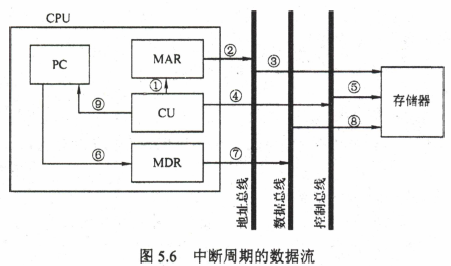 CPU
PC
MAR
②
③
①
④
⑤
存储器
⑨
CU
⑧
⑥
MDR
⑦
地址总线
数据总线
控制总线
图 5.6 中断周期的数据流